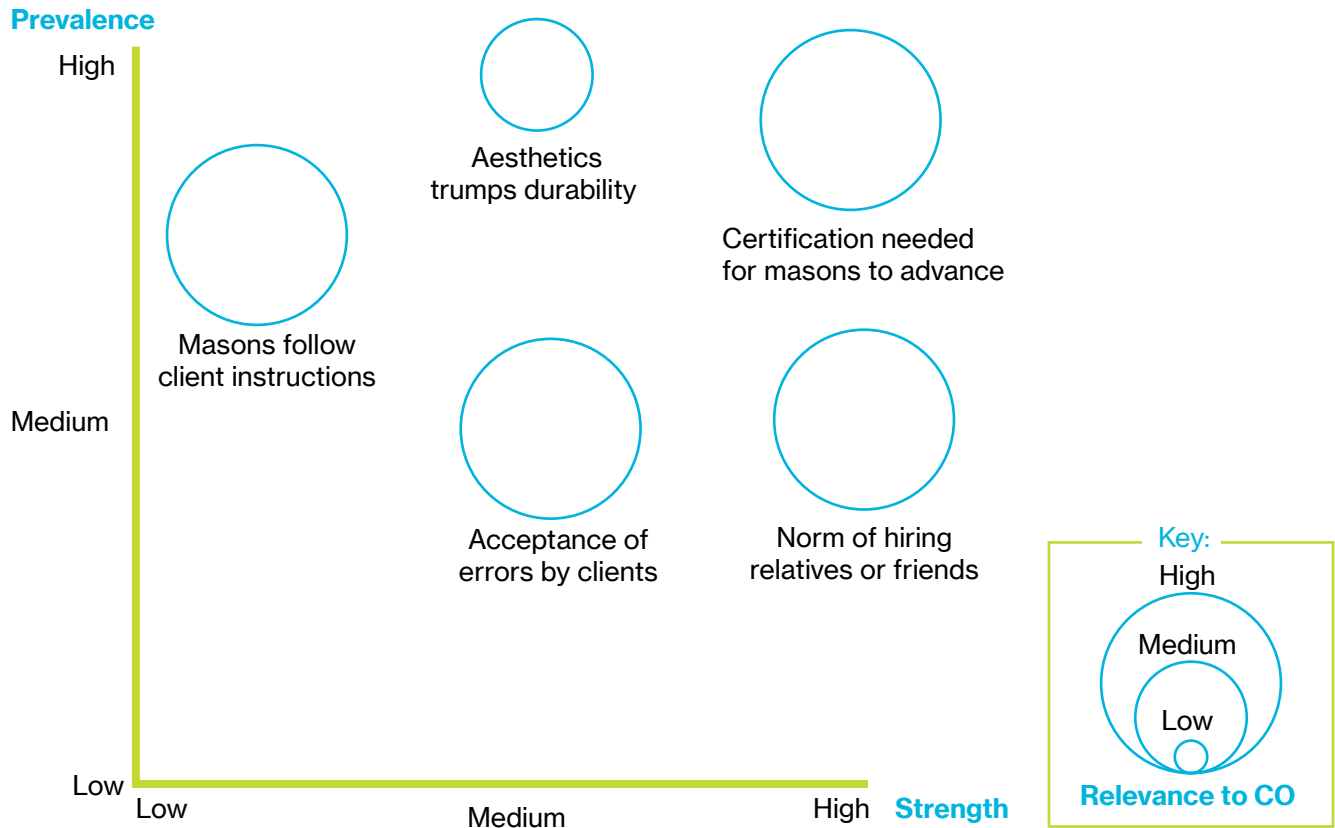 Prevalence
High
Aesthetics
trumps durability
Certification needed
for masons to advance
Masons follow
client instructions
Medium
Acceptance of
errors by clients
Norm of hiring
relatives or friends
Key:
High
Medium
Low
Relevance to CO
Low
Low
Medium
High
Strength